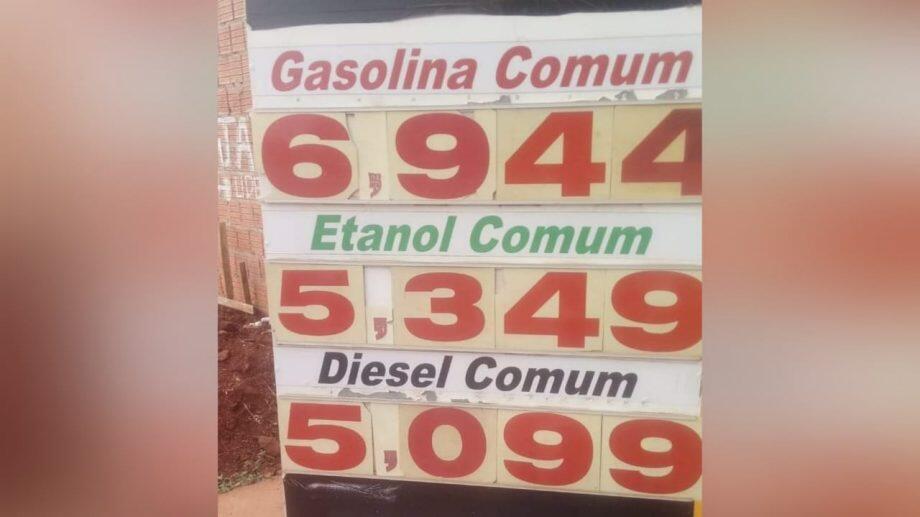 Gasolina Comum
6,944
Etanol Comum
5,349
Diesel Comum
5,099